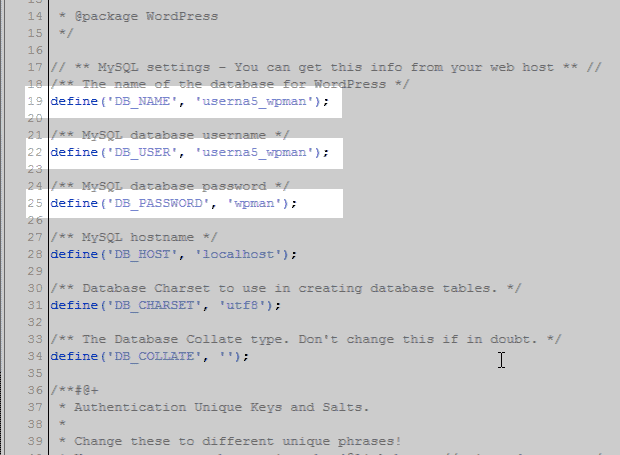 14 * @package WordPress
15 */
16
17 // ** MySQL settings - You can get this info from your web host ** //
18 /** The name of the database for WordPress */
19 define('DB_NAME', 'userna5_wpman');
20
21 /** MySQL database username */
22 define('DB_USER', 'userna5_wpman');
23
24 /** MySQL database password */
25 define('DB_PASSWORD', 'wpman');
26
27 /** MySQL hostname */
28 define('DB_HOST', 'localhost');
29
30 /** Database Charset to use in creating database tables. */
31 define('DB_CHARSET', 'utf8');
32
33 /** The Database Collate type. Don't change this if in doubt. */
34 define('DB_COLLATE', '');
35
36 /**#@+
37 * Authentication Unique Keys and Salts.
38 *
39 * Change these to different unique phrases!